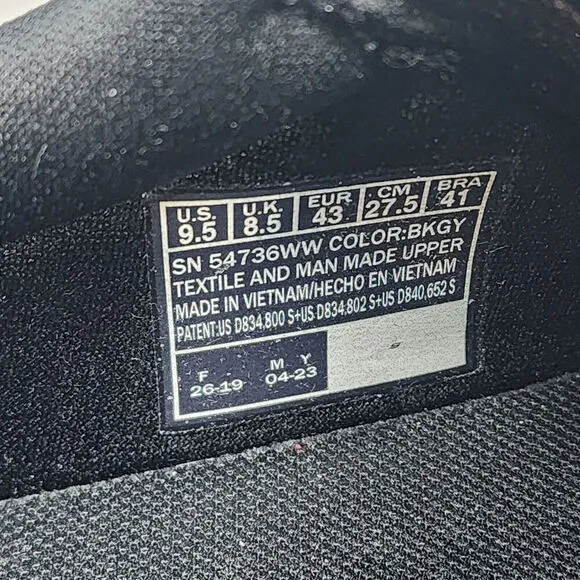 U.S. U.K. EUR CM BRA
9.5 8.5 43 27.5 41
SN 54736WW COLOR:BKGY
TEXTILE AND MAN MADE UPPER
MADE IN VIETNAM/HECHO EN VIETNAM
PATENT:US D834,800 S+US D834,802 S+US D840,652 S
F M Y
26-19 04-23